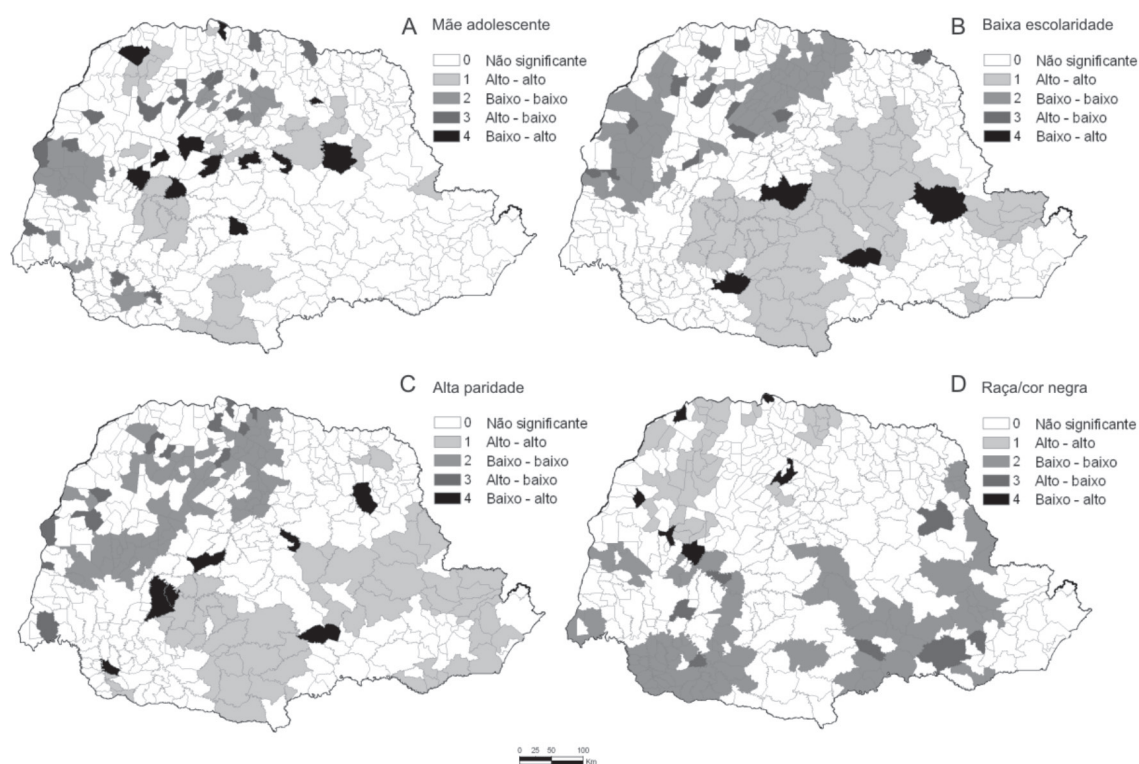 A Mãe adolescente
0 Não significante
1 Alto - alto
2 Baixo - baixo
3 Alto - baixo
4 Baixo - alto
B Baixa escolaridade
0 Não significante
1 Alto - alto
2 Baixo - baixo
3 Alto - baixo
4 Baixo - alto
C Alta paridade
0 Não significante
1 Alto - alto
2 Baixo - baixo
3 Alto - baixo
4 Baixo - alto
D Raça/cor negra
0 Não significante
1 Alto - alto
2 Baixo - baixo
3 Alto - baixo
4 Baixo - alto
0 25 50 100
Km